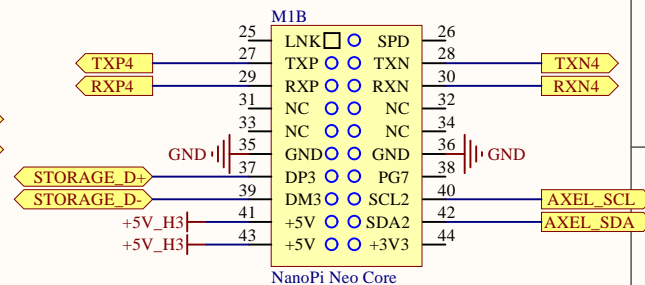 M1B
25 LNK SPD 26
TXP4 27 TXP TXN 28 TXN4
RXP4 29 RXP RXN 30 RXN4
31 NC NC 32
33 NC NC 34
GND 35 GND GND 36 GND
STORAGE_D+ 37 DP3 PG7 38
STORAGE_D- 39 DM3 SCL2 40 AXEL_SCL
+5V_H3 41 +5V SDA2 42 AXEL_SDA
+5V_H3 43 +5V +3V3 44
NanoPi Neo Core